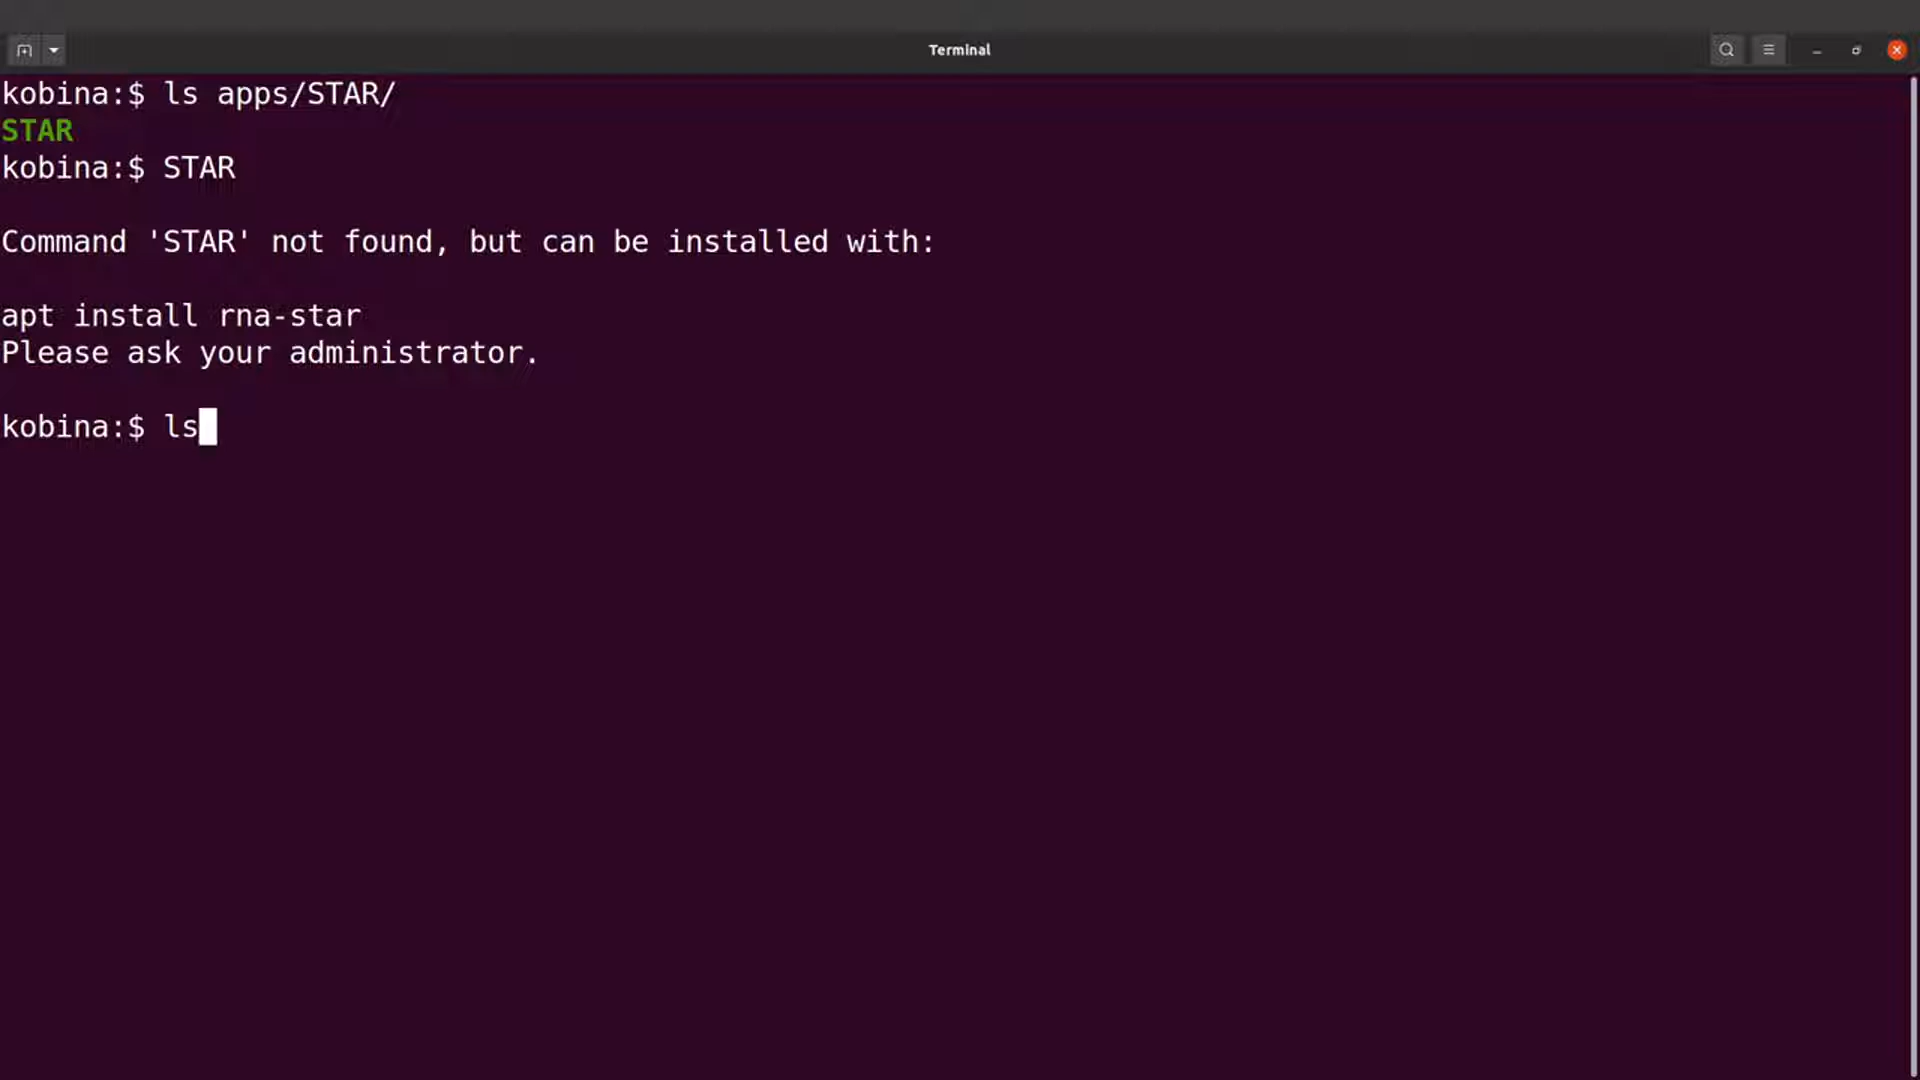 Terminal
kobina:$ ls apps/STAR/
STAR
kobina:$ STAR
Command 'STAR' not found, but can be installed with:
apt install rna-star
Please ask your administrator.
kobina:$ ls